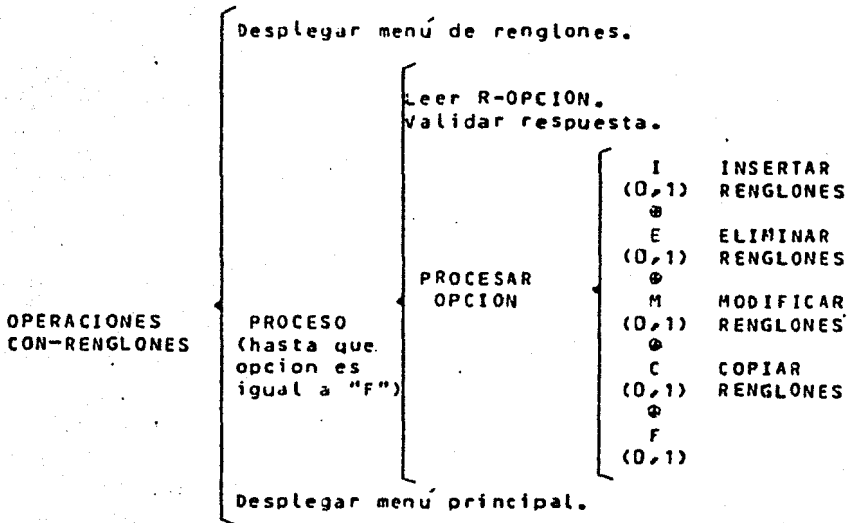 Desplegar menú de renglones.
Leer R-OPCION.
Validar respuesta.
I INSERTAR
(0,1) RENGLONES
⊕
E ELIMINAR
(0,1) RENGLONES
⊕
PROCESAR
OPCION
M MODIFICAR
(0,1) RENGLONES
⊕
C COPIAR
(0,1) RENGLONES
⊕
F
(0,1)
OPERACIONES
CON-RENGLONES
PROCESO
(hasta que
opcion es
igual a "F")
Desplegar menú principal.